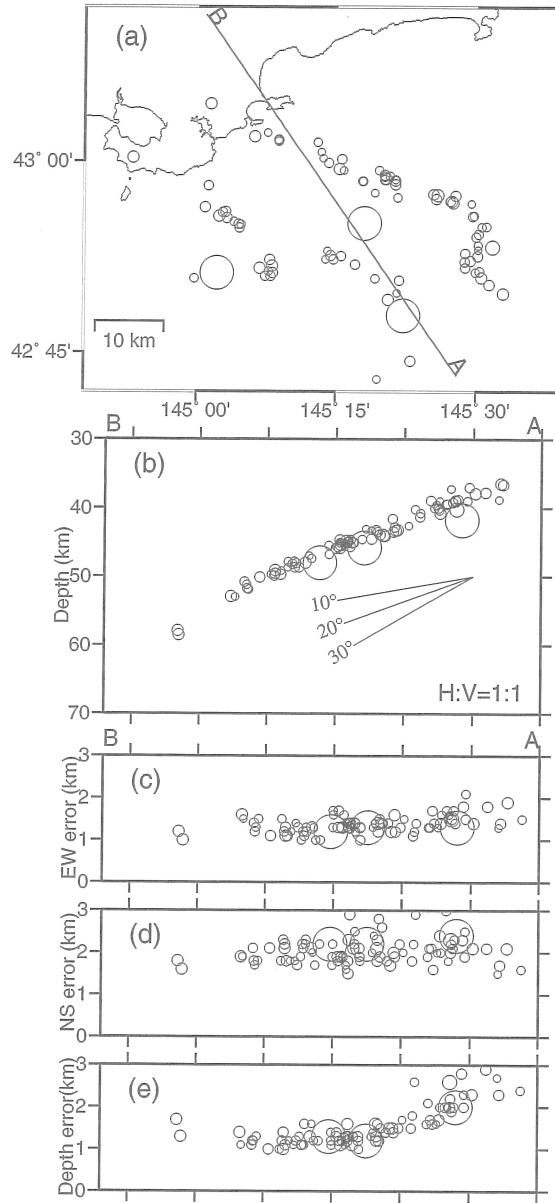 (a)
B
43° 00'
10 km
A
42° 45'
145° 00' 145° 15' 145° 30'
B A
30
(b)
40
Depth (km)
50
10°
20°
60
30°
H:V=1:1
70
B A
3
(c)
2
EW error (km)
1
0
3
(d)
2
NS error (km)
1
0
3
(e)
2
Depth error(km)
1
0